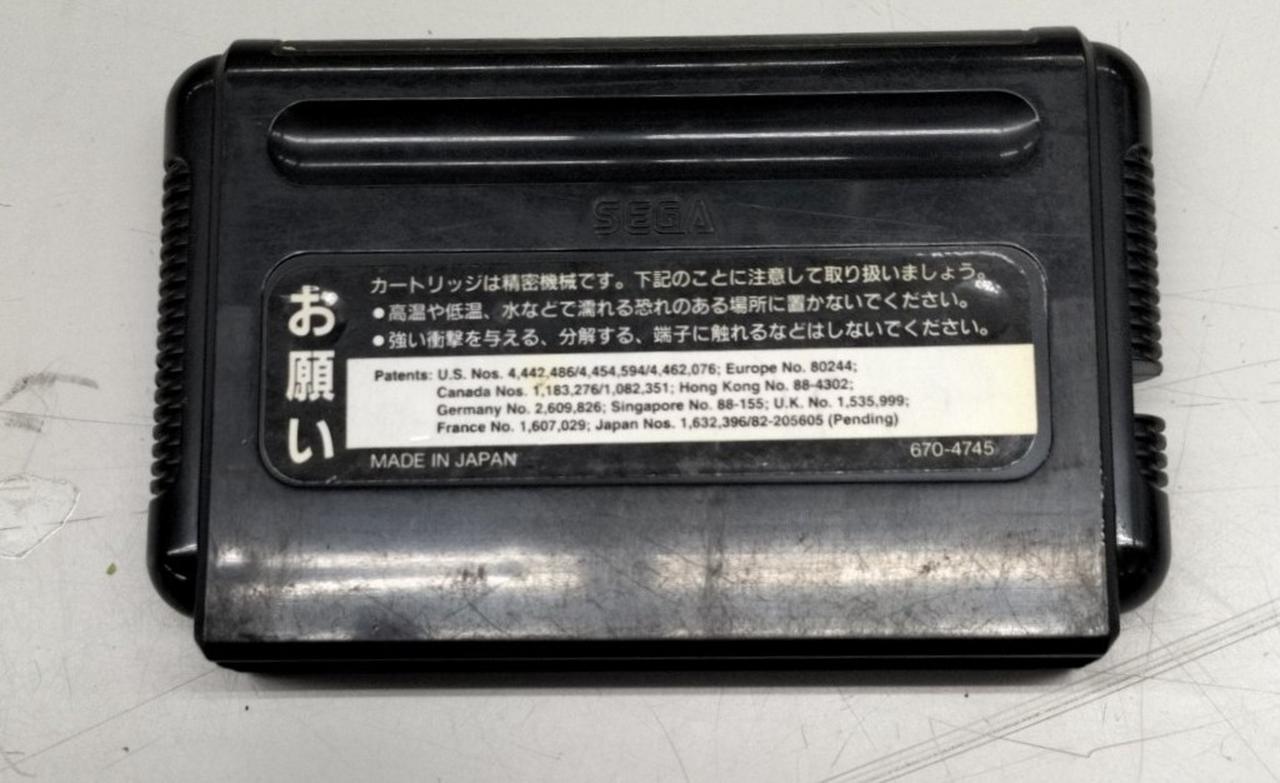 SEGA
お願い
カートリッジは精密機械です。下記のことに注意して取り扱いましょう。
●高温や低温、水などで濡れる恐れのある場所に置かないでください。
●強い衝撃を与える、分解する、端子に触れるなどはしないでください。
Patents: U.S. Nos. 4,442,486/4,454,594/4,462,076; Europe No. 80244;
Canada Nos. 1,183,276/1,082,351; Hong Kong No. 88-4302;
Germany No. 2,609,826; Singapore No. 88-155; U.K. No. 1,535,999;
France No. 1,607,029; Japan Nos. 1,632,396/82-205605 (Pending)
MADE IN JAPAN
670-4745